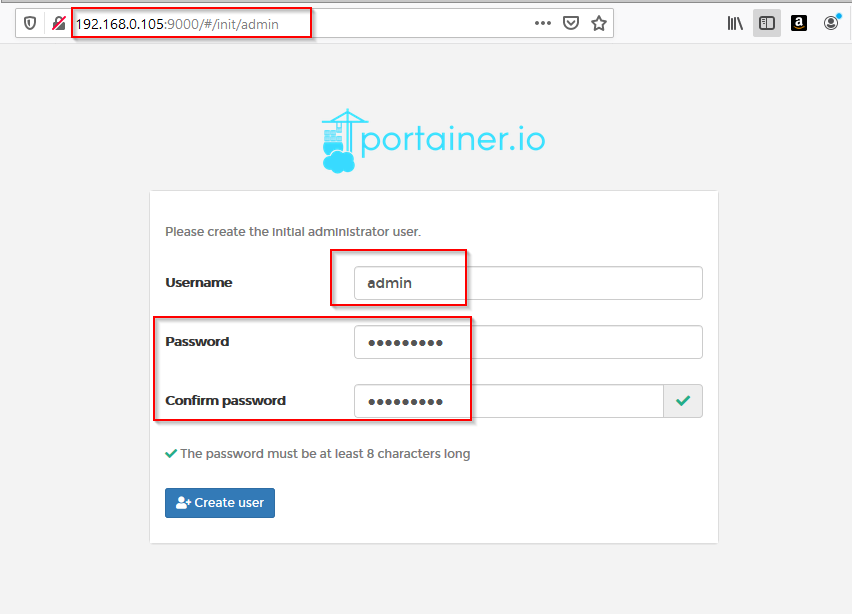 192.168.0.105:9000/#/init/admin
portainer.io
Please create the initial administrator user.
Username
admin
Password
●●●●●●●●●
Confirm password
●●●●●●●●●
The password must be at least 8 characters long
Create user